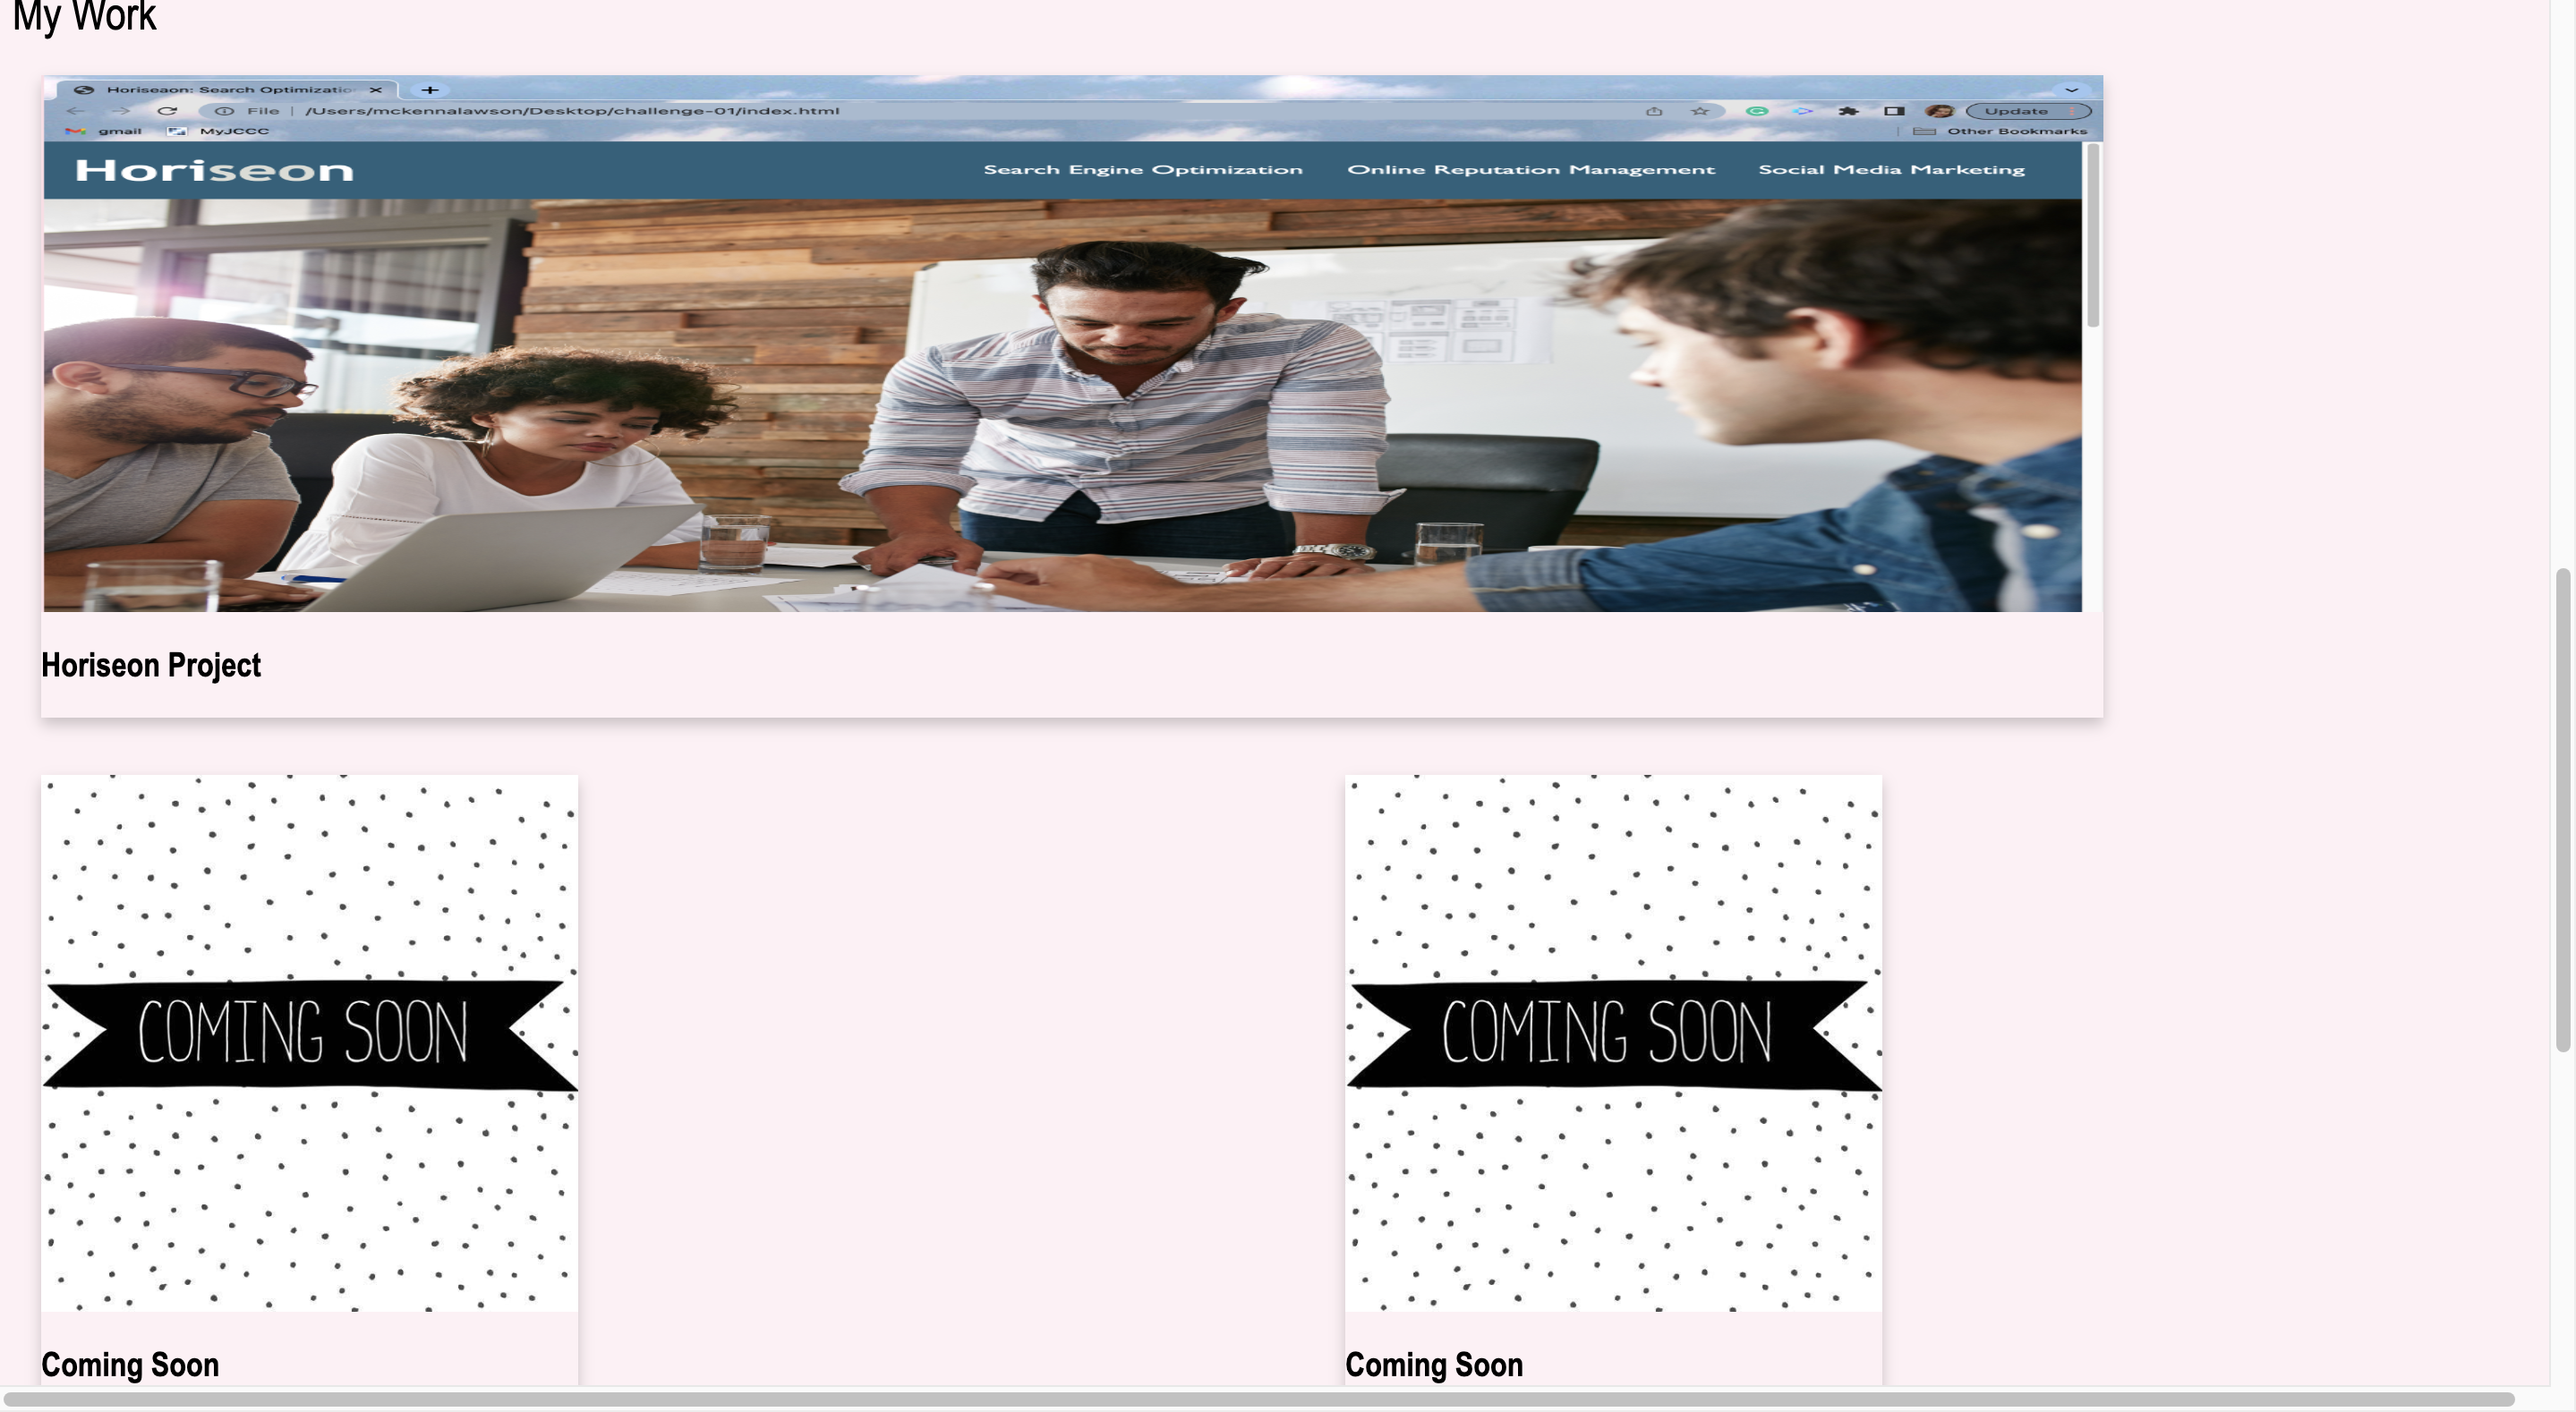 My Work
Horiseaon: Search Optimizatio
File | /Users/mckennalawson/Desktop/challenge-01/index.html
Update
gmail MyJCCC
Other Bookmarks
Horiseon
Search Engine Optimization Online Reputation Management Social Media Marketing
Horiseon Project
COMING SOON COMING SOON
Coming Soon Coming Soon